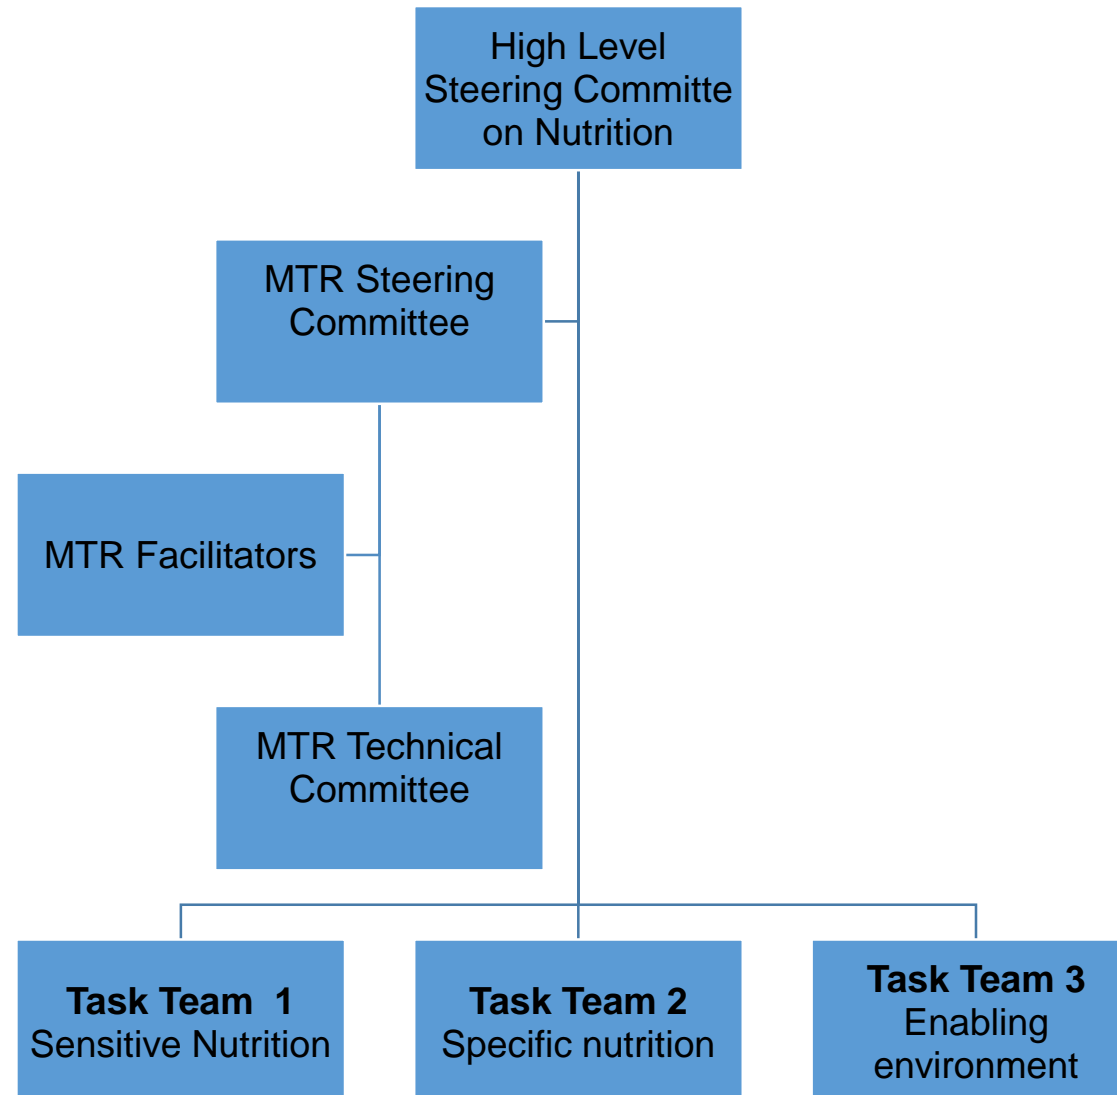 High Level
Steering Committe
on Nutrition
MTR Steering
Committee
MTR Facilitators
MTR Technical
Committee
Task Team  1
Sensitive Nutrition
Task Team 2
Specific nutrition
Task Team 3
Enabling
environment